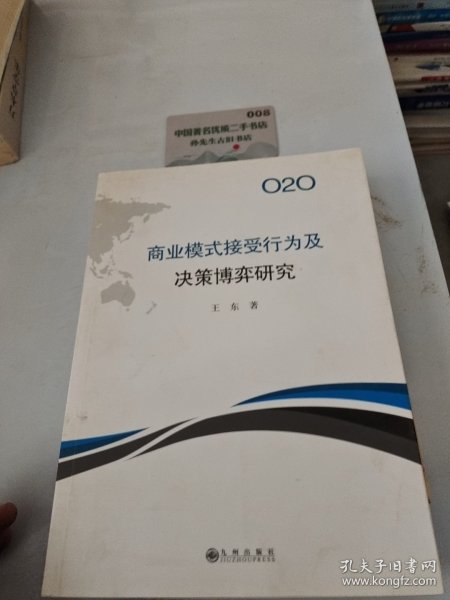 008
中国著名优质二手书店
孙先生古旧书店
O2O
商业模式接受行为及
决策博弈研究
王 东 著
九州出版社
JIUZHOUPRESS
孔夫子旧书网
www.kongfz.com